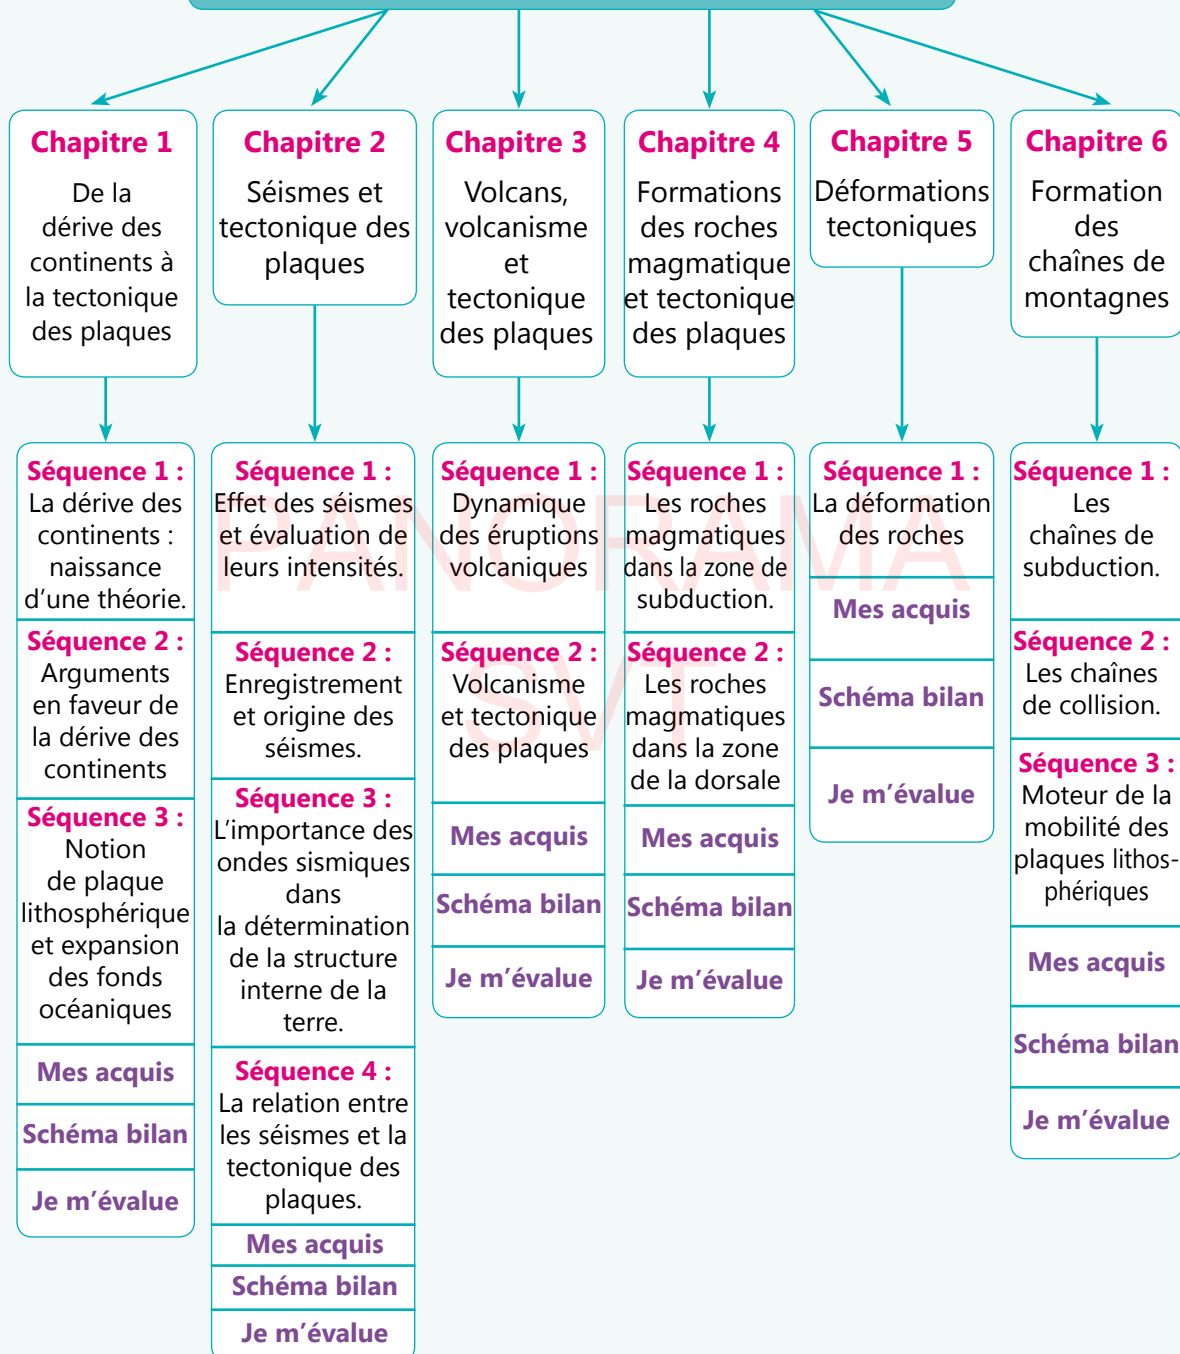 Chapitre 1
De la
dérive des
continents à
la tectonique
des plaques
Séquence 1 :
La dérive des
continents :
naissance
d’une théorie.
Séquence 2 :
Arguments
en faveur de
la dérive des
continents
Séquence 3 :
Notion
de plaque
lithosphérique
et expansion
des fonds
océaniques
Mes acquis
Schéma bilan
Je m’évalue
Chapitre 2
Séismes et
tectonique des
plaques
Séquence 1 :
Effet des séismes
et évaluation de
leurs intensités.
Séquence 2 :
Enregistrement
et origine des
séismes.
Séquence 3 :
L’importance des
ondes sismiques
dans
la détermination
de la structure
interne de la
terre.
Séquence 4 :
La relation entre
les séismes et la
tectonique des
plaques.
Mes acquis
Schéma bilan
Je m’évalue
Chapitre 3
Volcans,
volcanisme
et
tectonique
des plaques
Séquence 1 :
Dynamique
des éruptions
volcaniques
Séquence 2 :
Volcanisme
et tectonique
des plaques
Mes acquis
Schéma bilan
Je m’évalue
Chapitre 4
Formations
des roches
magmatique
et tectonique
des plaques
Séquence 1 :
Les roches
magmatiques
dans la zone de
subduction.
Séquence 2 :
Les roches
magmatiques
dans la zone
de la dorsale
Mes acquis
Schéma bilan
Je m’évalue
Chapitre 5
Déformations
tectoniques
Séquence 1 :
La déformation
des roches
Mes acquis
Schéma bilan
Je m’évalue
Chapitre 6
Formation
des
chaînes de
montagnes
Séquence 1 :
Les
chaînes de
subduction.
Séquence 2 :
Les chaînes
de collision.
Séquence 3 :
Moteur de la
mobilité des
plaques lithos-
phériques
Mes acquis
Schéma bilan
Je m’évalue
PANORAMA
SVT